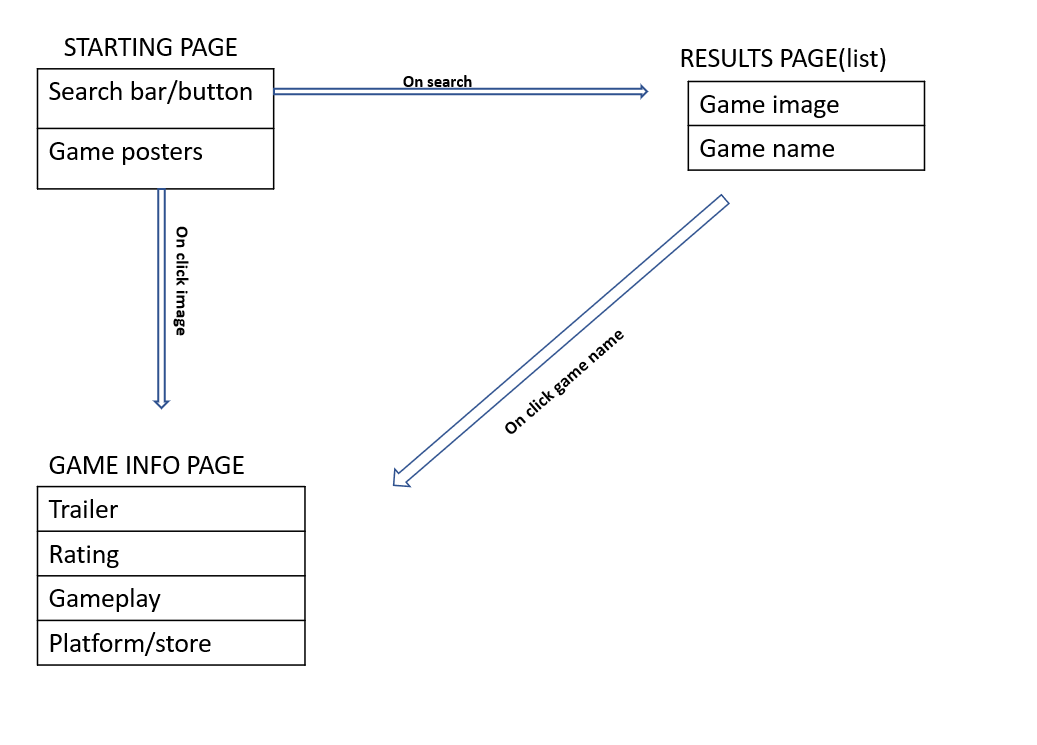 STARTING PAGE
Search bar/button
Game posters
On search
RESULTS PAGE(list)
Game image
Game name
On click image
On click game name
GAME INFO PAGE
Trailer
Rating
Gameplay
Platform/store